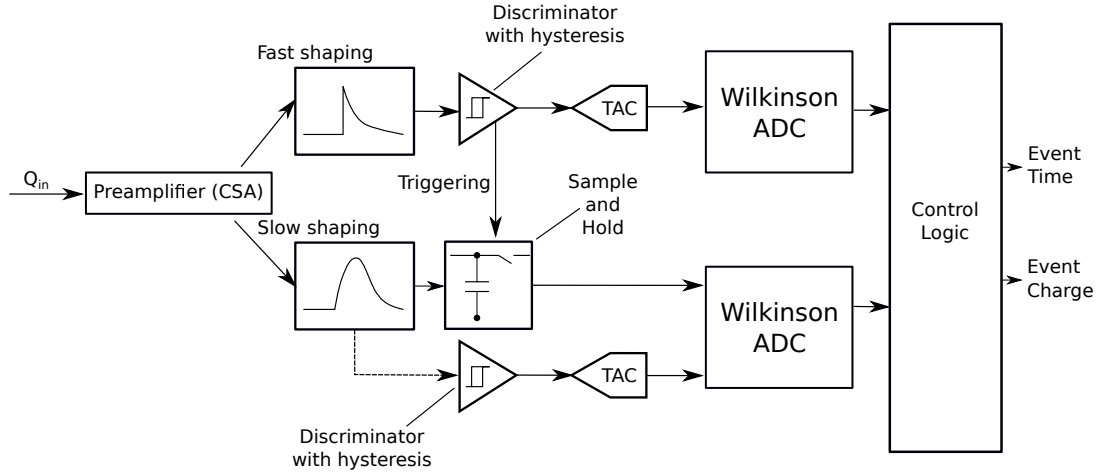 Discriminator
with hysteresis
Fast shaping
TAC
Wilkinson
ADC
Q_in
Preamplifier (CSA)
Triggering
Sample
and
Hold
Slow shaping
Control
Logic
Event
Time
Event
Charge
Wilkinson
ADC
TAC
Discriminator
with hysteresis